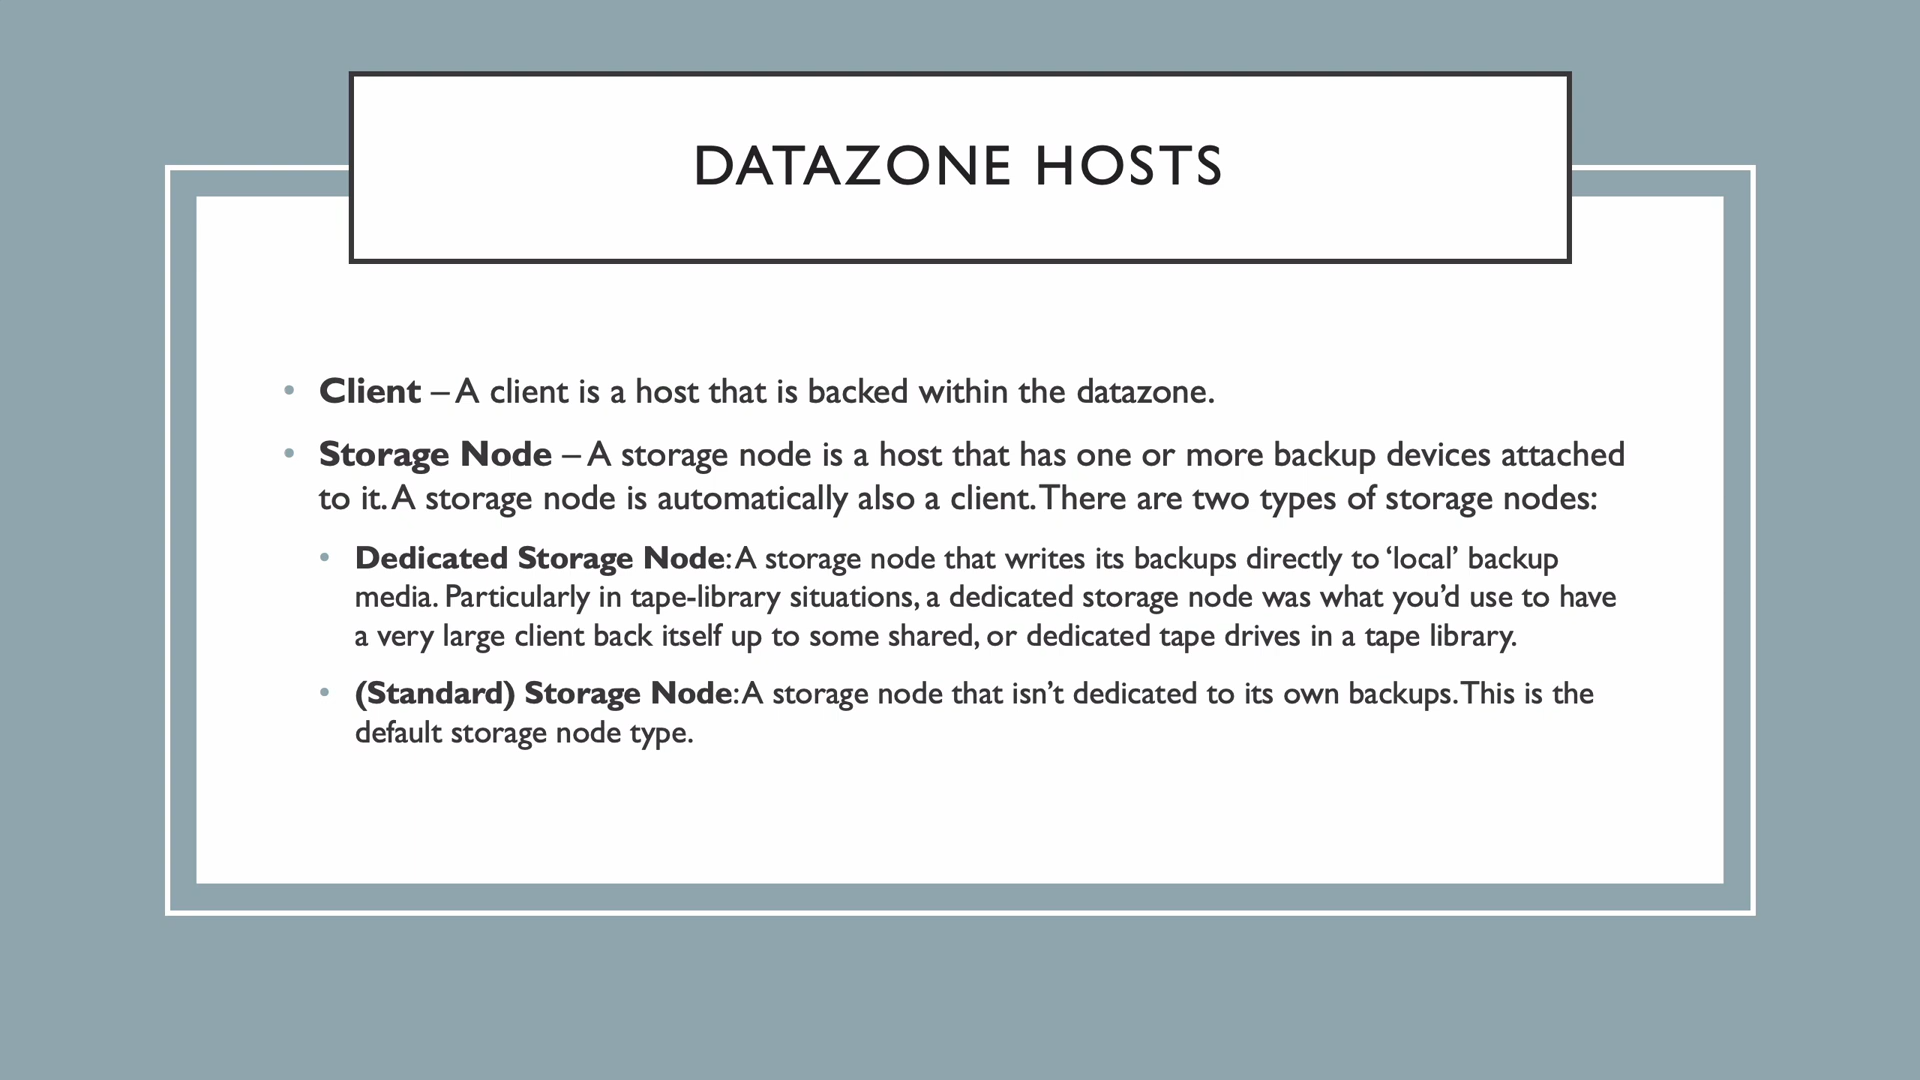 DATAZONE HOSTS
• Client – A client is a host that is backed within the datazone.
• Storage Node – A storage node is a host that has one or more backup devices attached
to it. A storage node is automatically also a client. There are two types of storage nodes:
• Dedicated Storage Node: A storage node that writes its backups directly to ‘local’ backup
media. Particularly in tape-library situations, a dedicated storage node was what you’d use to have
a very large client back itself up to some shared, or dedicated tape drives in a tape library.
• (Standard) Storage Node: A storage node that isn’t dedicated to its own backups. This is the
default storage node type.